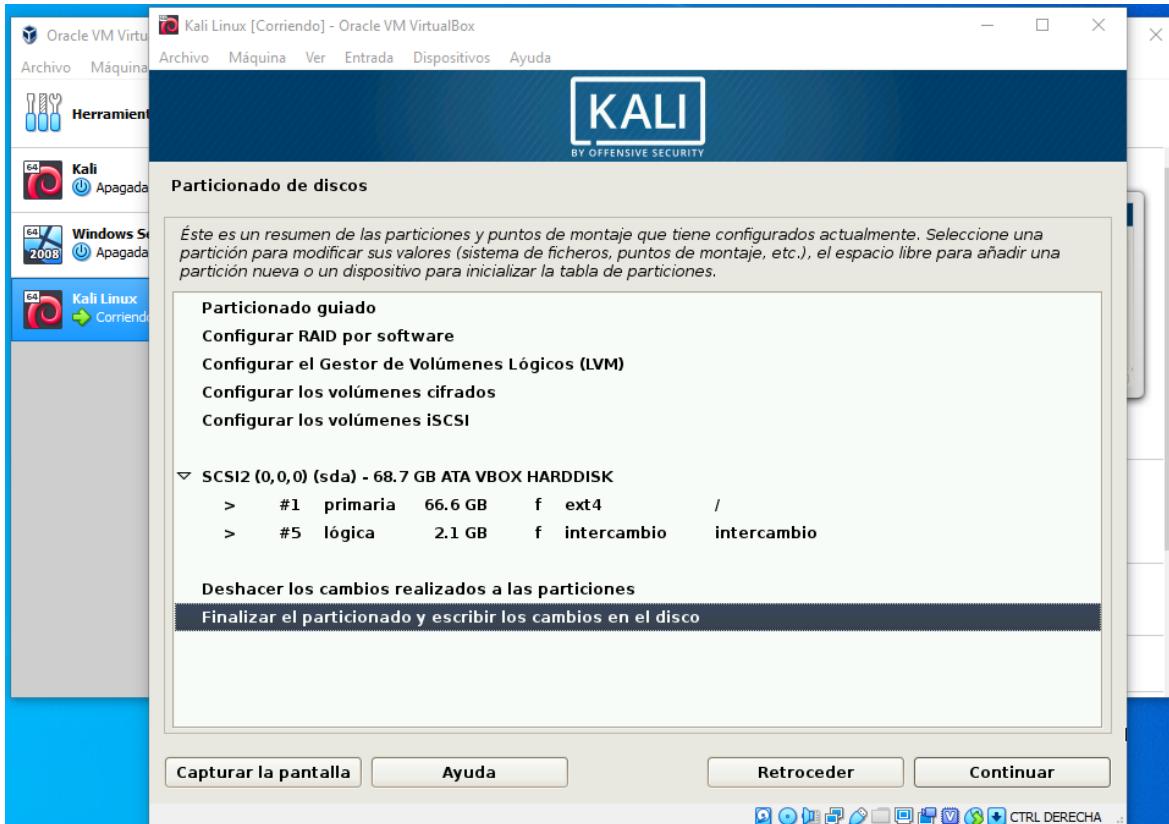 Oracle VM Virtu
Archivo Máquina
Herramient
64
Kali
Apagada
64
2008
Windows Se
Apagada
64
Kali Linux
Corriendo
Kali Linux [Corriendo] - Oracle VM VirtualBox
Archivo Máquina Ver Entrada Dispositivos Ayuda
KALI
BY OFFENSIVE SECURITY
Particionado de discos
Éste es un resumen de las particiones y puntos de montaje que tiene configurados actualmente. Seleccione una
partición para modificar sus valores (sistema de ficheros, puntos de montaje, etc.), el espacio libre para añadir una
partición nueva o un dispositivo para inicializar la tabla de particiones.
Particionado guiado
Configurar RAID por software
Configurar el Gestor de Volúmenes Lógicos (LVM)
Configurar los volúmenes cifrados
Configurar los volúmenes iSCSI
SCSI2 (0,0,0) (sda) - 68.7 GB ATA VBOX HARDDISK
> #1 primaria 66.6 GB f ext4 /
> #5 lógica 2.1 GB f intercambio intercambio
Deshacer los cambios realizados a las particiones
Finalizar el particionado y escribir los cambios en el disco
Capturar la pantalla Ayuda Retroceder Continuar
CTRL DERECHA